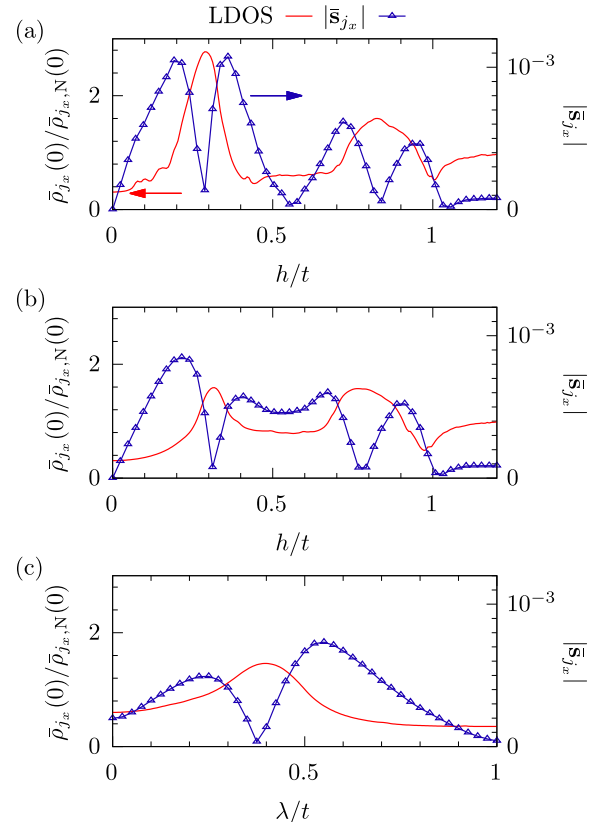 LDOS |s̄_{j_x}|
(a)
ρ̄_{j_x}(0)/ρ̄_{j_x,N}(0)
2
0
10^{-3}
0
|s̄_{j_x}|
0 0.5 1
h/t
(b)
ρ̄_{j_x}(0)/ρ̄_{j_x,N}(0)
2
0
10^{-3}
0
|s̄_{j_x}|
0 0.5 1
h/t
(c)
ρ̄_{j_x}(0)/ρ̄_{j_x,N}(0)
2
0
10^{-3}
0
|s̄_{j_x}|
0 0.5 1
λ/t